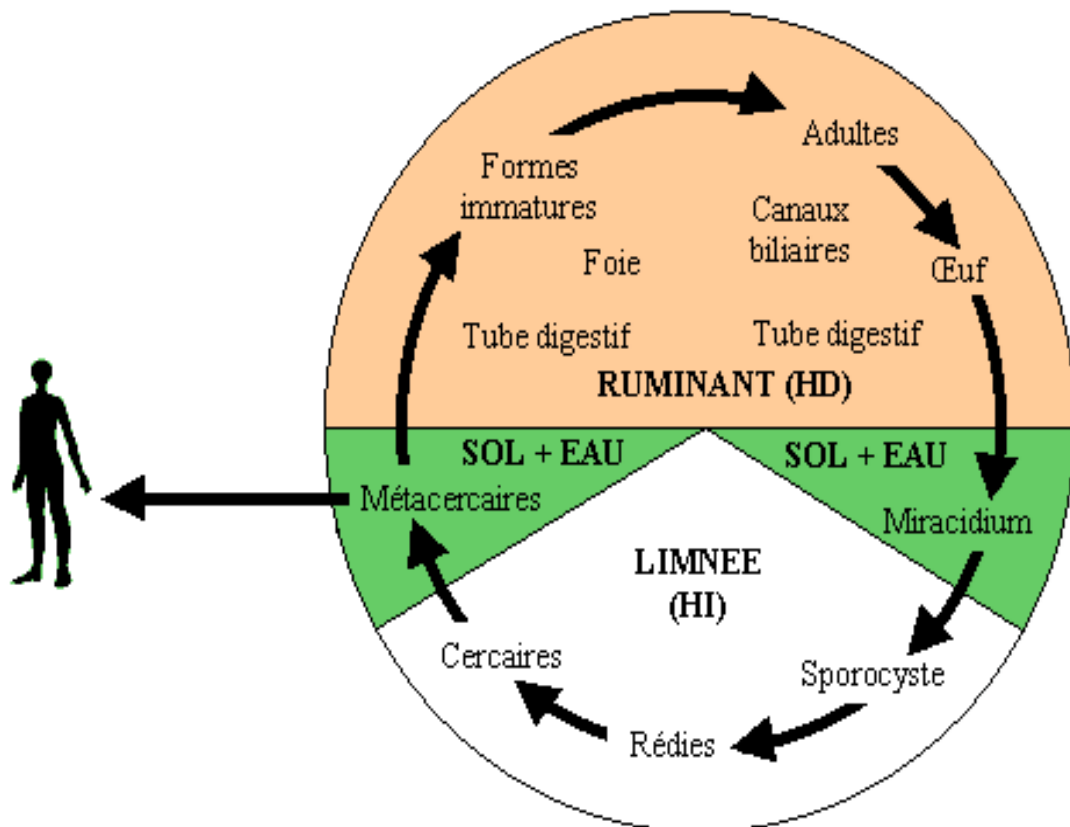 Adultes
Formes
immatures
Canaux
biliaires
Foie
Œuf
Tube digestif
Tube digestif
RUMINANT (HD)
SOL + EAU
SOL + EAU
Métacercaires
Miracidium
LIMNEE
(HI)
Cercaires
Sporocyste
Rédies